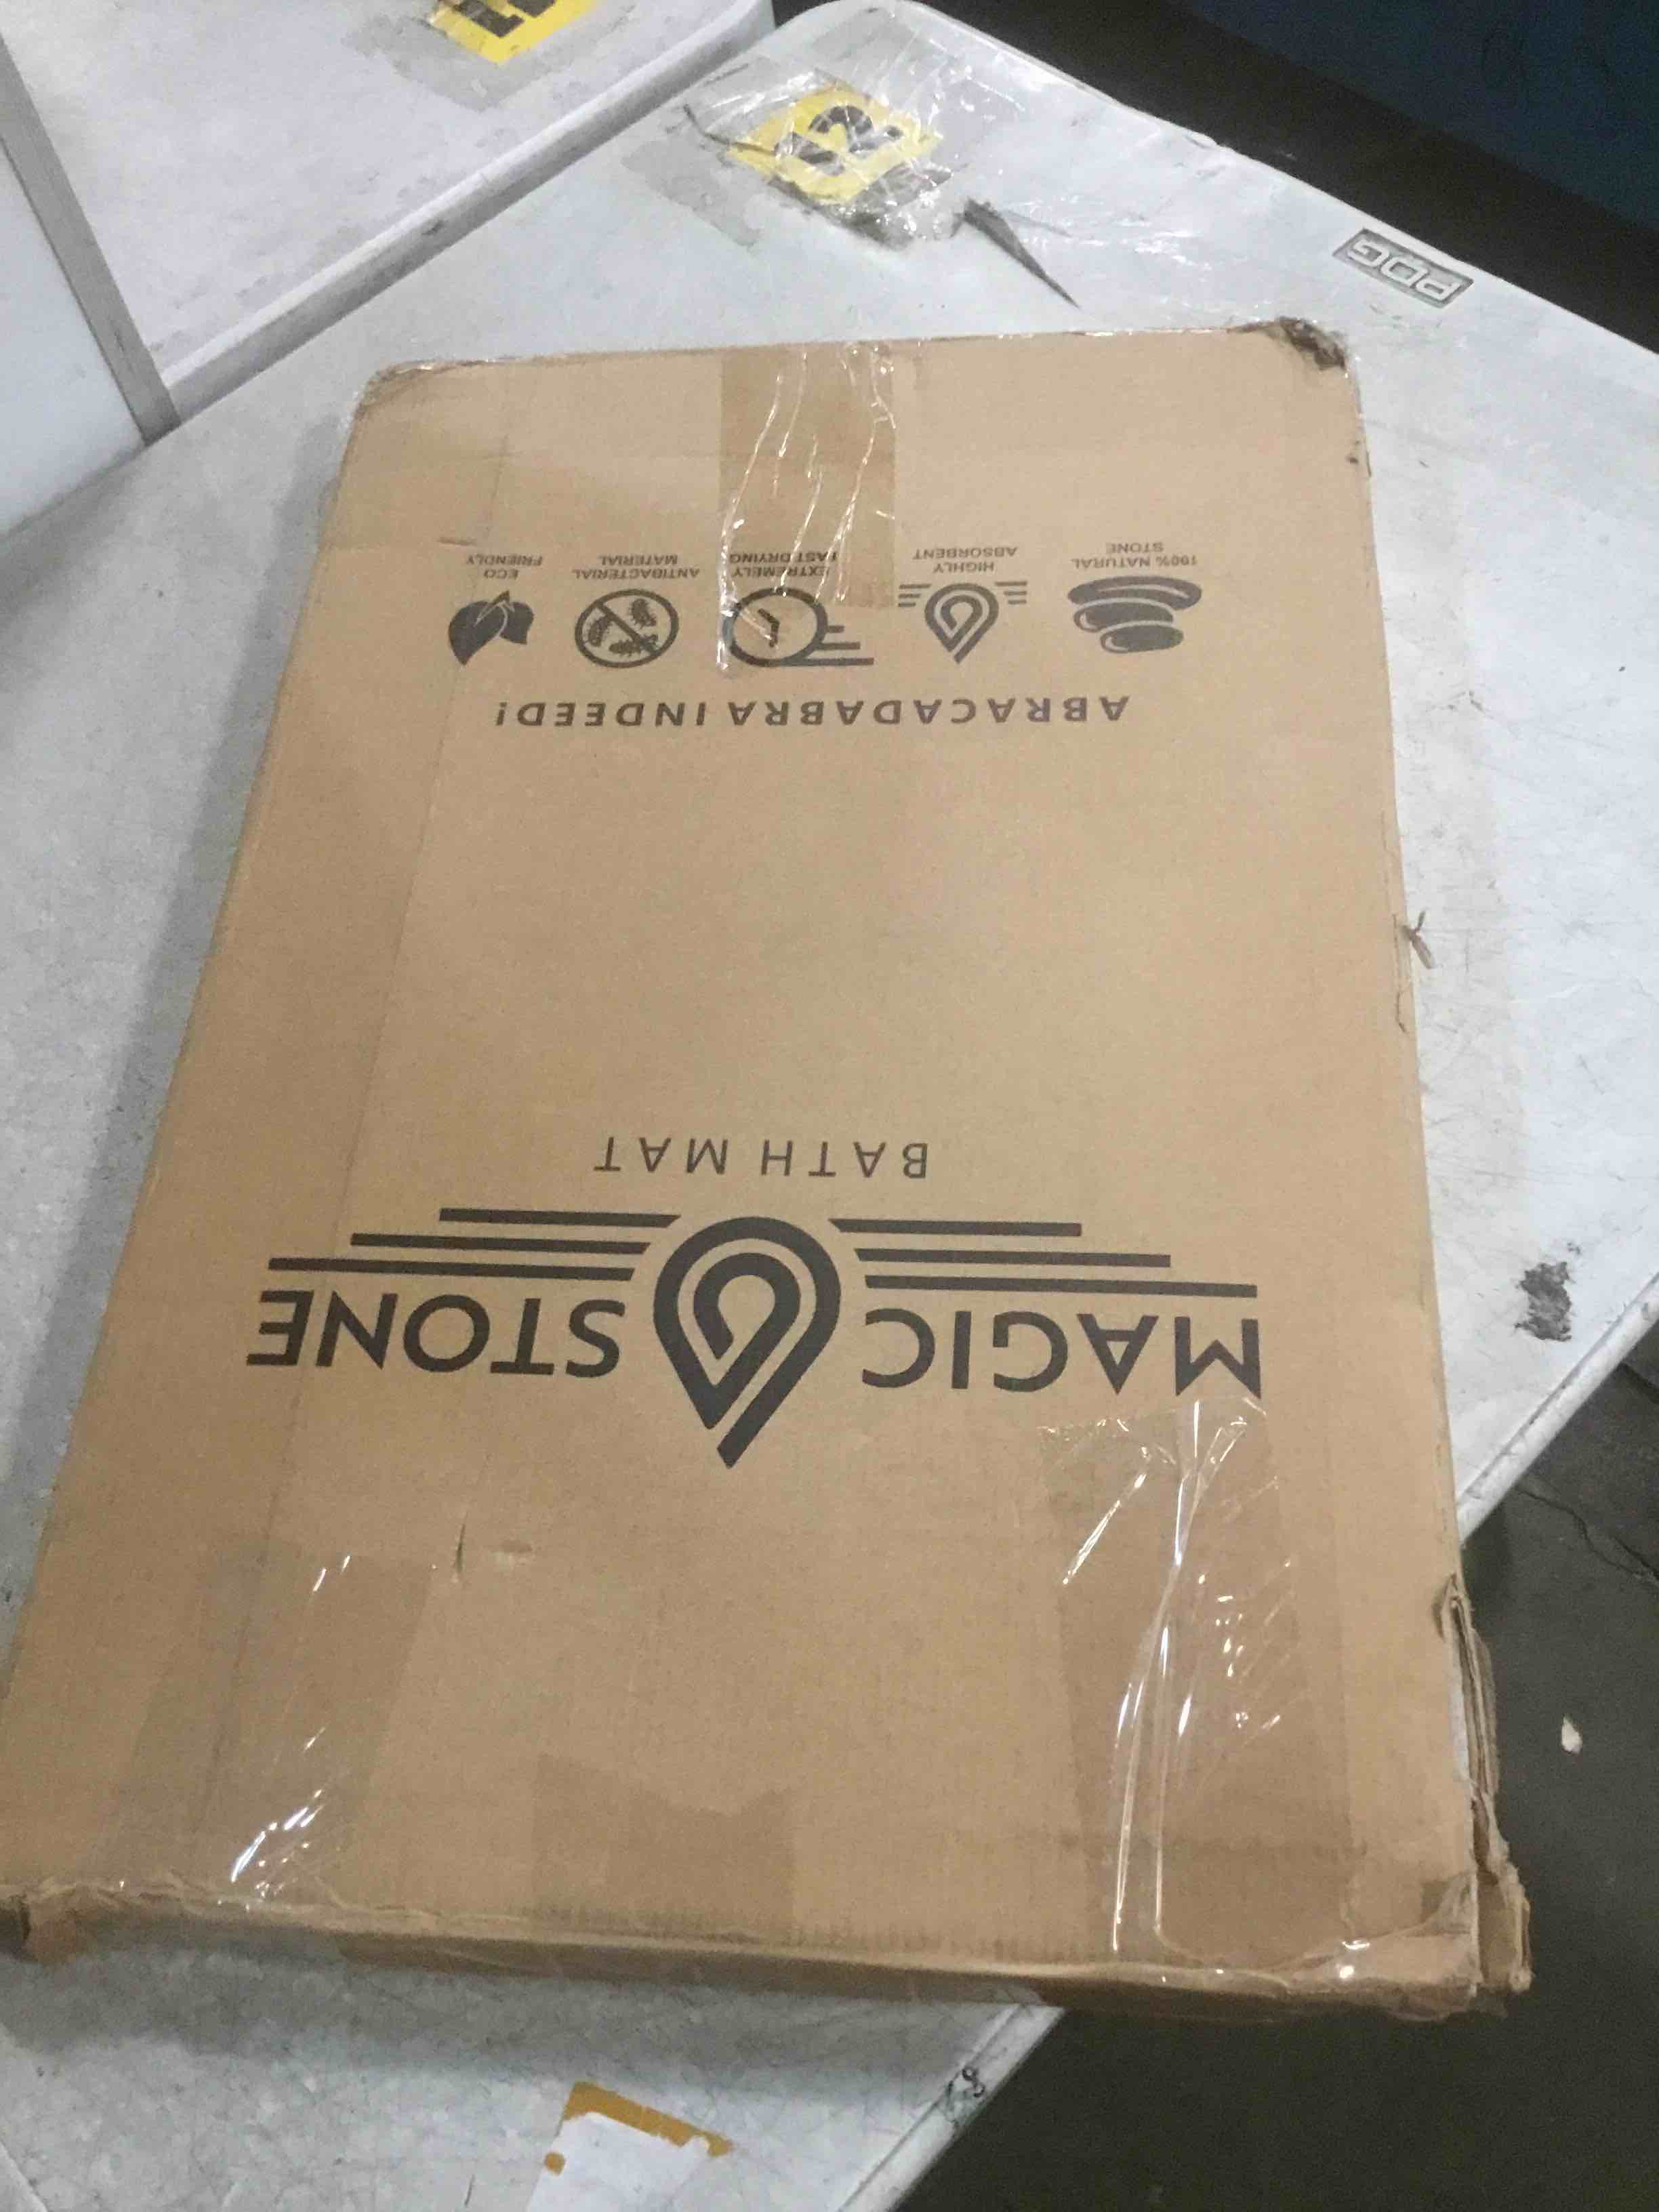 MAGIC STONE
BATH MAT
ABRACADABRA INDEED!
100% NATURAL
STONE
HIGHLY
ABSORBENT
EXTREMELY
FAST DRYING
ANTIBACTERIAL
MATERIAL
ECO
FRIENDLY
PDG
12